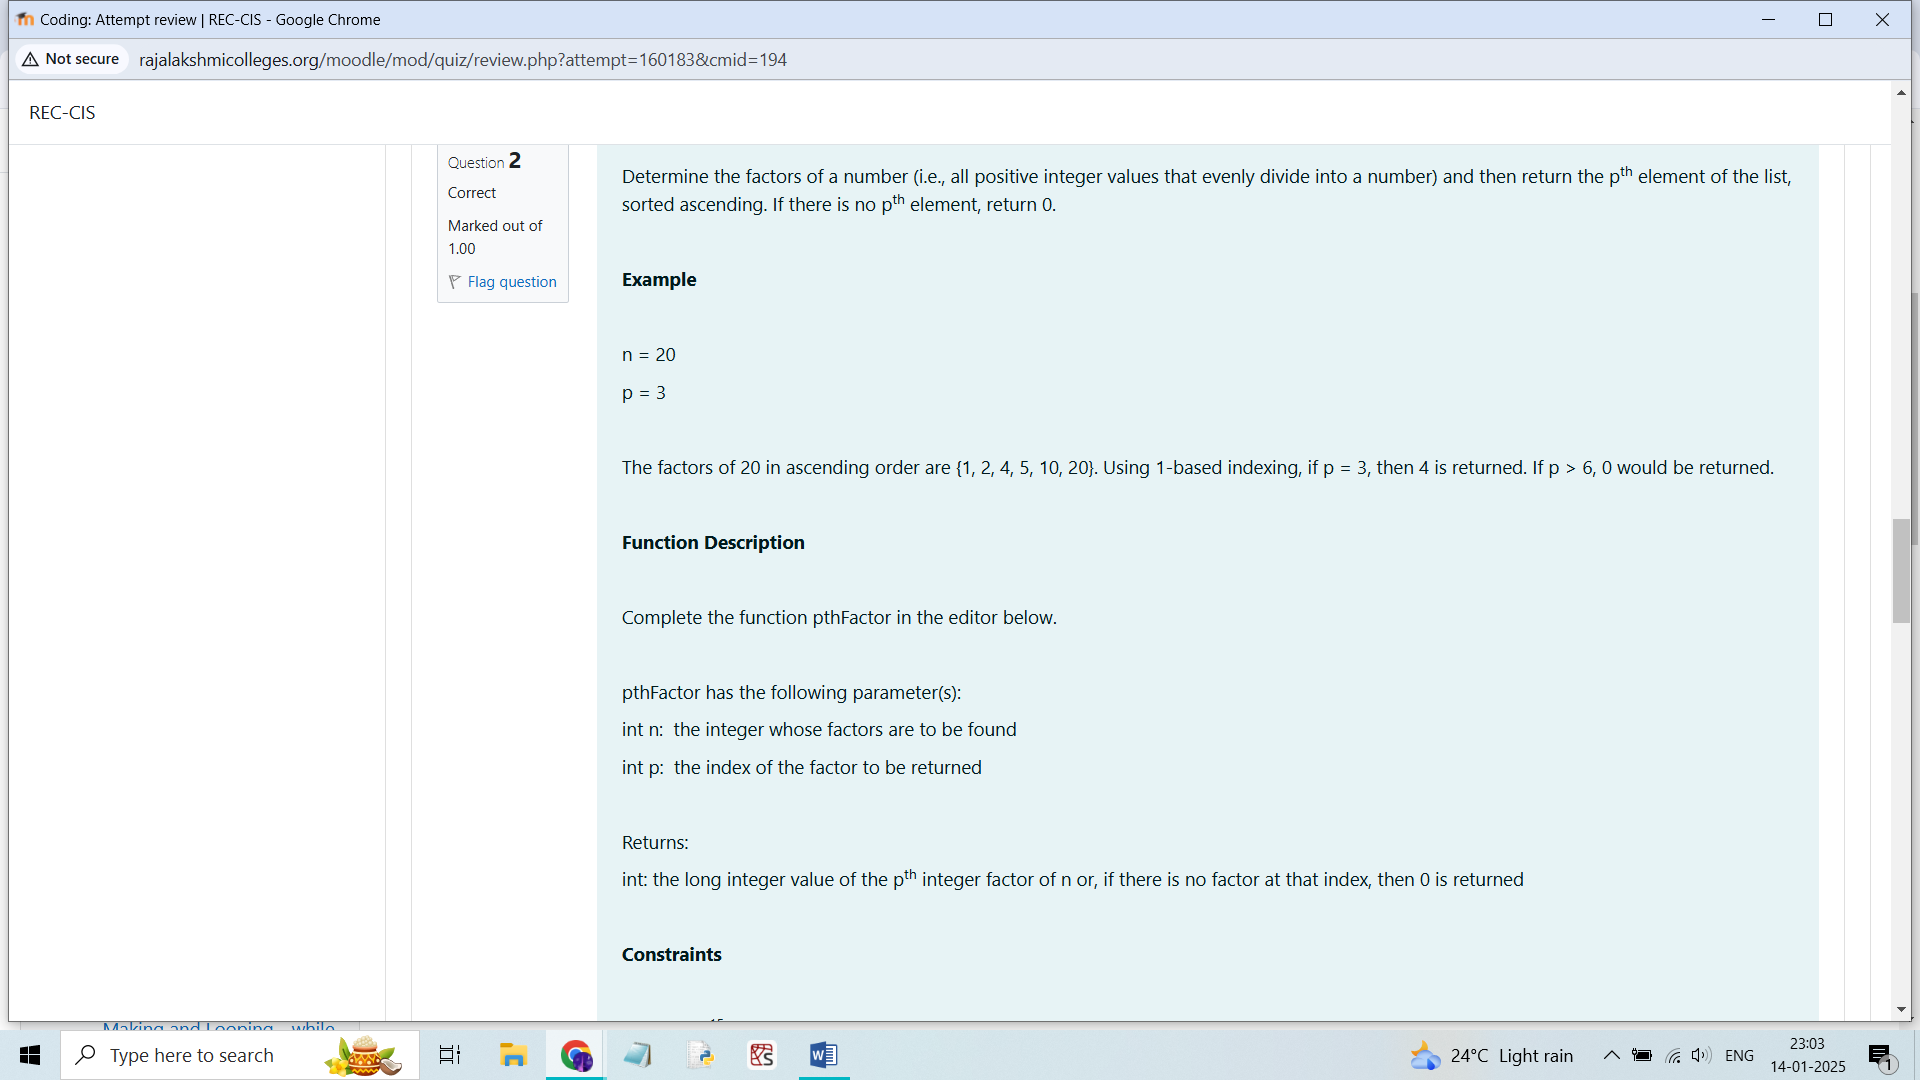 Coding: Attempt review | REC-CIS - Google Chrome
Not secure rajalakshmicolleges.org/moodle/mod/quiz/review.php?attempt=160183&cmid=194
REC-CIS
Question 2
Correct
Marked out of
1.00
Flag question
Determine the factors of a number (i.e., all positive integer values that evenly divide into a number) and then return the pth element of the list,
sorted ascending. If there is no pth element, return 0.
Example
n = 20
p = 3
The factors of 20 in ascending order are {1, 2, 4, 5, 10, 20}. Using 1-based indexing, if p = 3, then 4 is returned. If p > 6, 0 would be returned.
Function Description
Complete the function pthFactor in the editor below.
pthFactor has the following parameter(s):
int n:  the integer whose factors are to be found
int p:  the index of the factor to be returned
Returns:
int: the long integer value of the pth integer factor of n or, if there is no factor at that index, then 0 is returned
Constraints
Making and Looping - while
Type here to search
24°C Light rain
ENG
23:03
14-01-2025
1